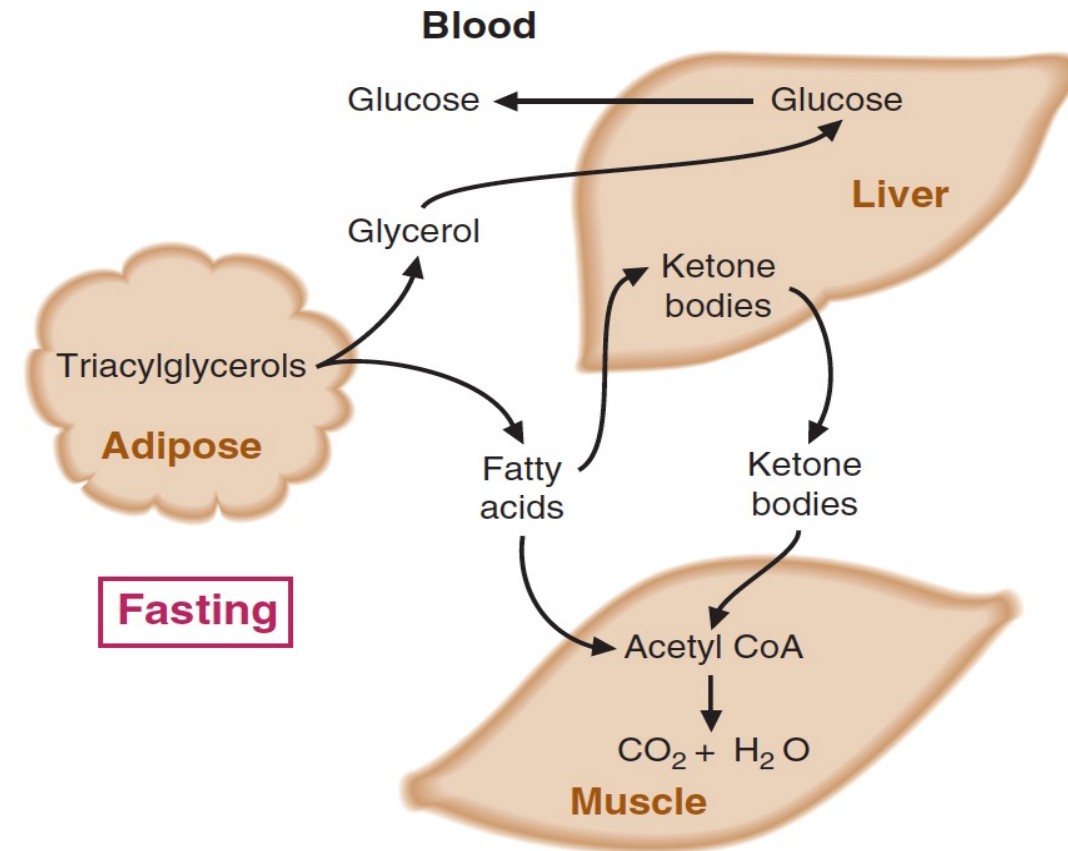 Blood
Glucose
Glucose
Liver
Glycerol
Ketone
bodies
Triacylglycerols
Adipose
Fatty
acids
Ketone
bodies
Fasting
Acetyl CoA
CO₂ + H₂ O
Muscle